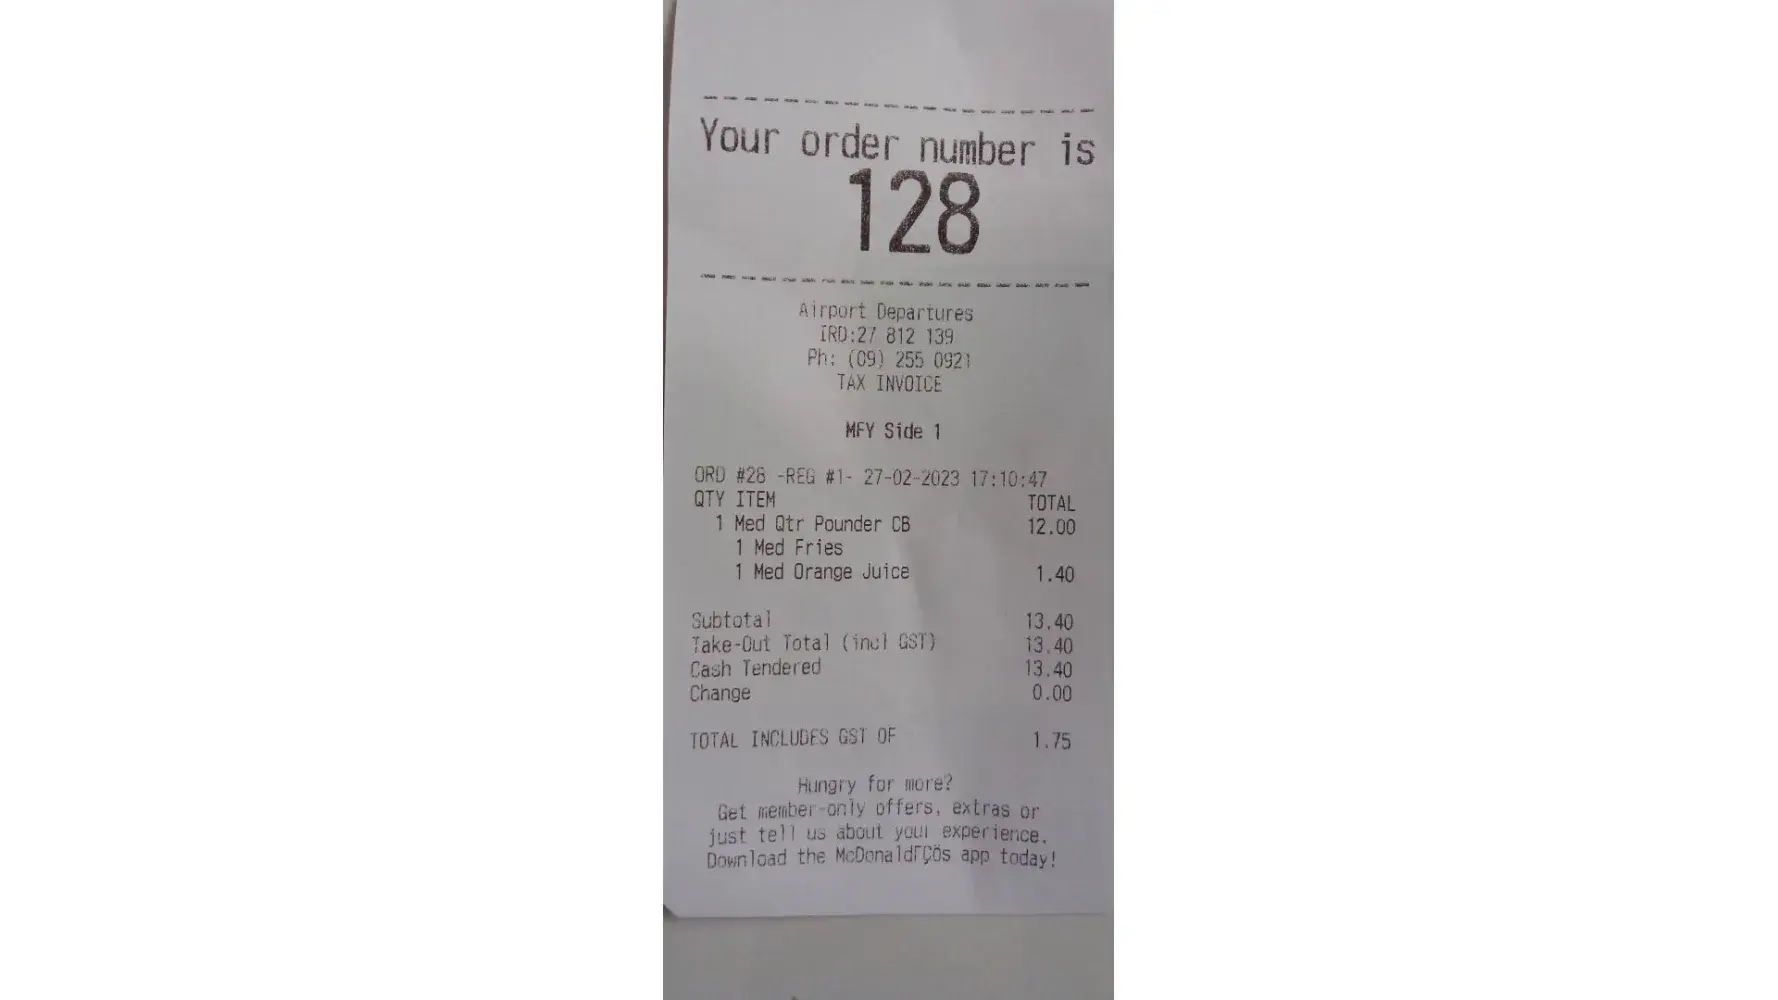 Your order number is
128
Airport Departures
IRD:27 812 139
Ph: (09) 255 0921
TAX INVOICE
MFY Side 1
ORD #28 -REG #1- 27-02-2023 17:10:47
QTY ITEM TOTAL
1 Med Qtr Pounder CB 12.00
1 Med Fries
1 Med Orange Juice 1.40
Subtotal 13.40
Take-Out Total (incl GST) 13.40
Cash Tendered 13.40
Change 0.00
TOTAL INCLUDES GST OF 1.75
Hungry for more?
Get member-only offers, extras or
just tell us about your experience.
Download the McDonaldΓÇÖs app today!